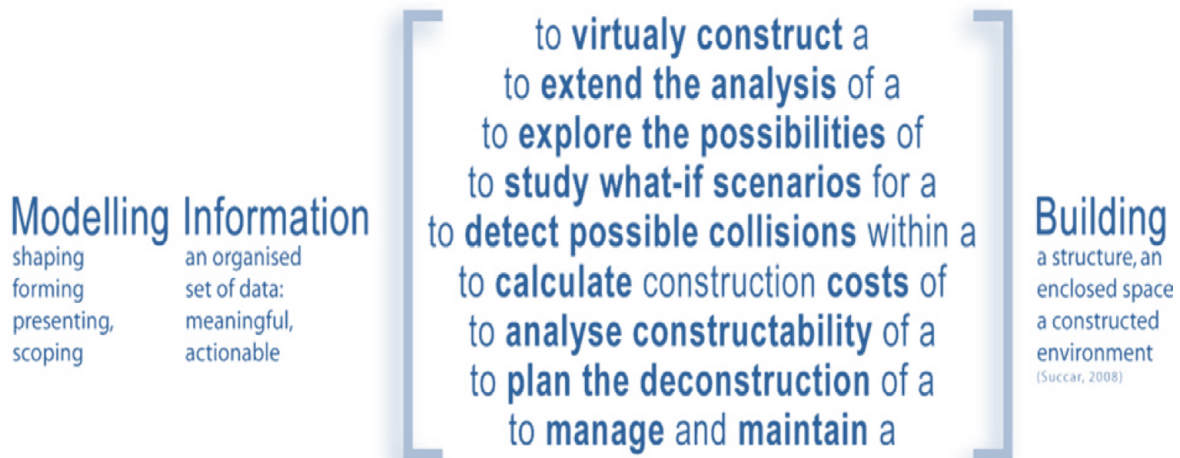 Modelling
shaping
forming
presenting,
scoping
Information
an organised
set of data:
meaningful,
actionable
to virtualy construct a
to extend the analysis of a
to explore the possibilities of
to study what-if scenarios for a
to detect possible collisions within a
to calculate construction costs of
to analyse constructability of a
to plan the deconstruction of a
to manage and maintain a
Building
a structure, an
enclosed space
a constructed
environment
(Succar, 2008)